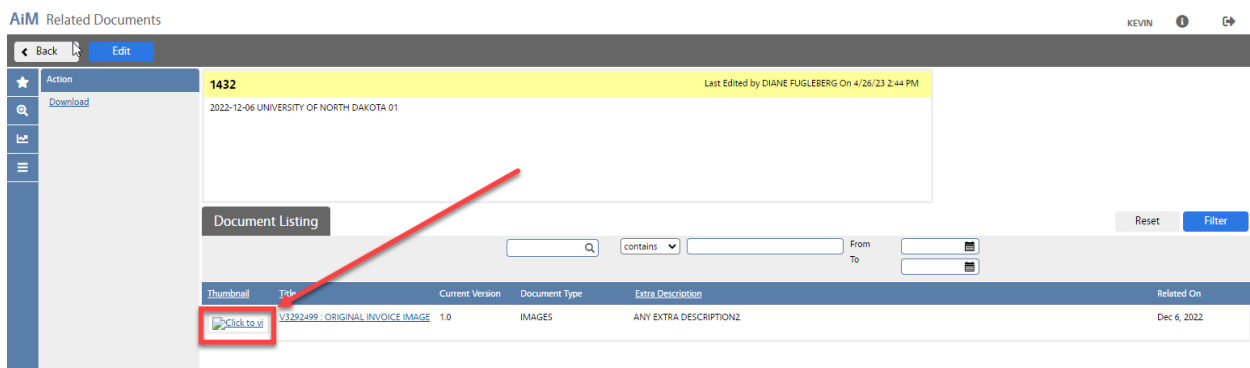 AiM Related Documents
KEVIN
Back Edit
Action
Download
1432 Last Edited by DIANE FUGLEBERG On 4/26/23 2:44 PM
2022-12-06 UNIVERSITY OF NORTH DAKOTA 01
Document Listing
Reset Filter
contains From
To
Thumbnail Title Current Version Document Type Extra Description Related On
Click to vi V3292499 : ORIGINAL INVOICE IMAGE 1.0 IMAGES ANY EXTRA DESCRIPTION2 Dec 6, 2022